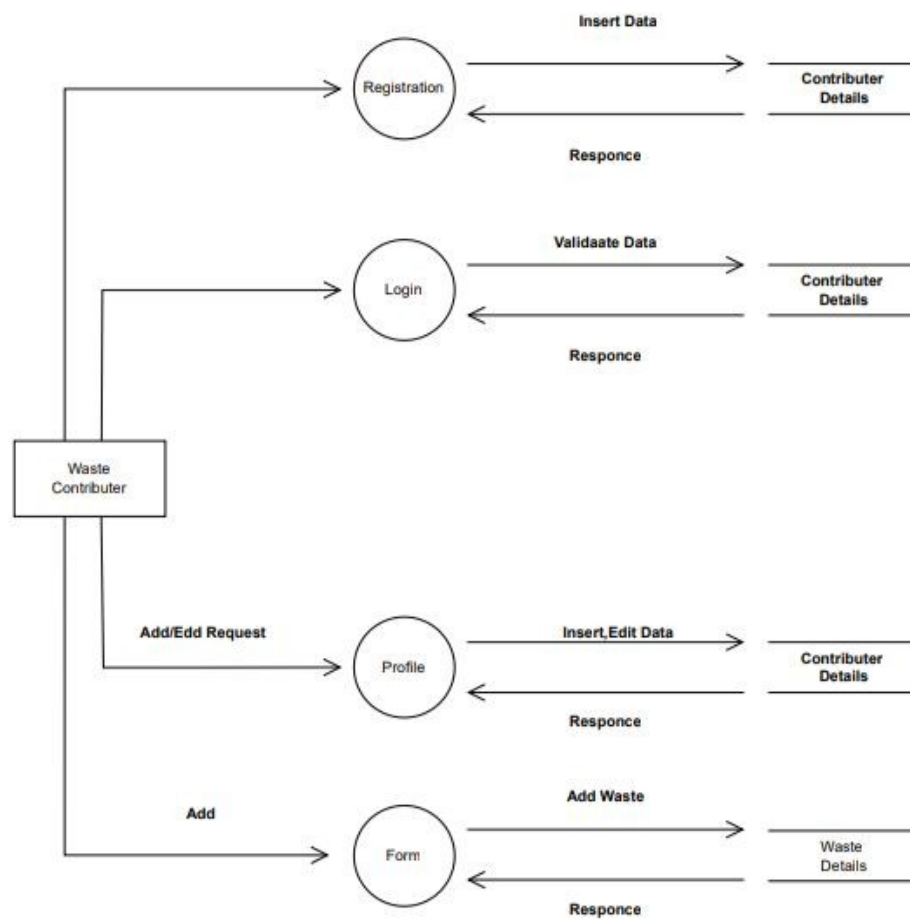 Insert Data
Registration
Contributer
Details
Responce
Validaate Data
Login
Contributer
Details
Responce
Waste
Contributer
Add/Edd Request
Insert,Edit Data
Profile
Contributer
Details
Responce
Add
Add Waste
Form
Waste
Details
Responce